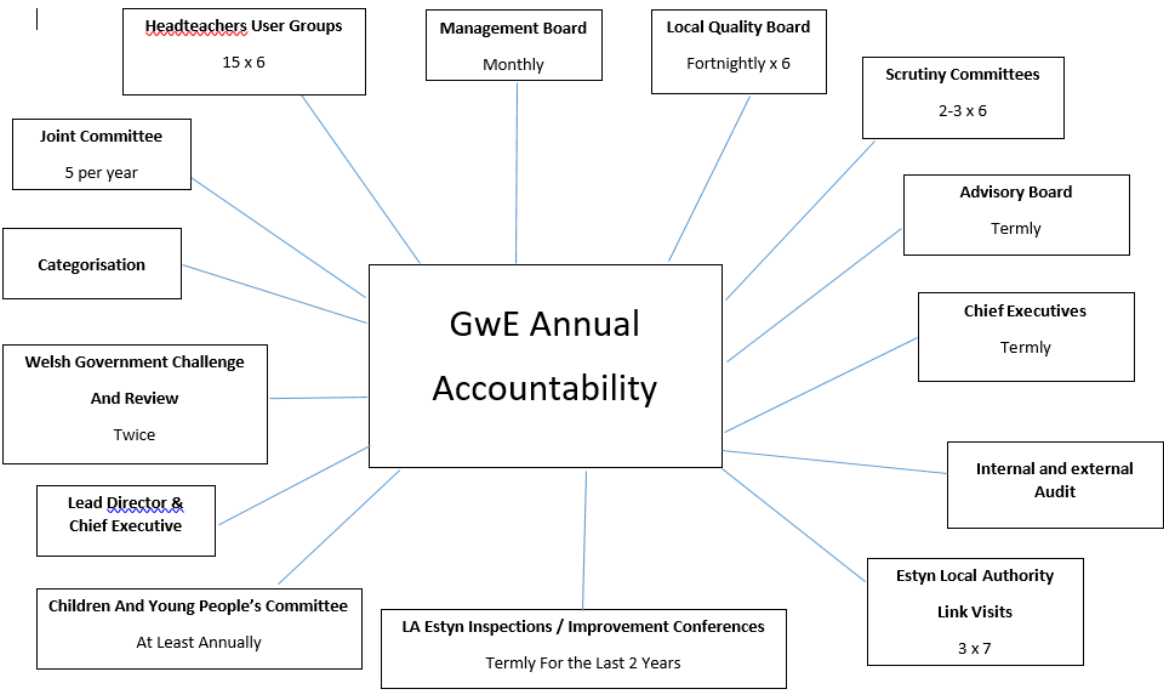 Headteachers User Groups
15 x 6
Management Board
Monthly
Local Quality Board
Fortnightly x 6
Scrutiny Committees
2-3 x 6
Joint Committee
5 per year
Advisory Board
Termly
Categorisation
GwE Annual
Accountability
Chief Executives
Termly
Welsh Government Challenge
And Review
Twice
Internal and external
Audit
Lead Director &
Chief Executive
Estyn Local Authority
Link Visits
3 x 7
Children And Young People’s Committee
At Least Annually
LA Estyn Inspections / Improvement Conferences
Termly For the Last 2 Years